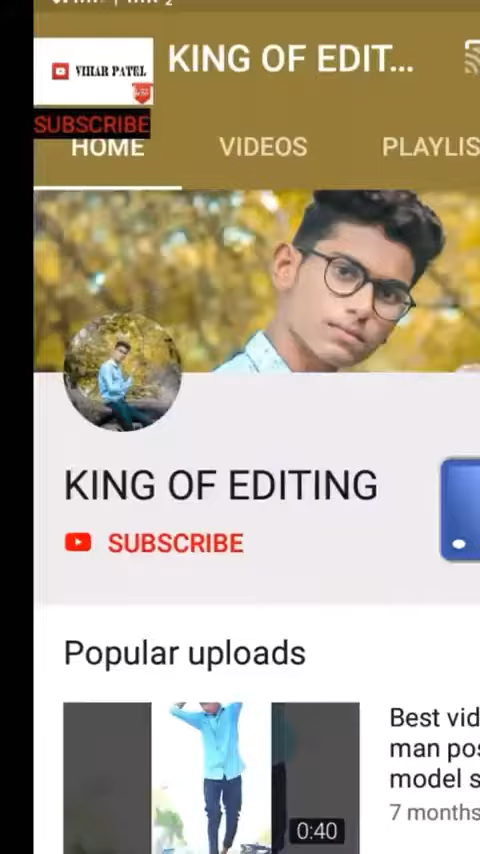 VIHAR PATEL
KING OF EDIT...
SUBSCRIBE
HOME
VIDEOS
PLAYLIS
KING OF EDITING
SUBSCRIBE
Popular uploads
Best vid
man pos
model s
7 months
0:40